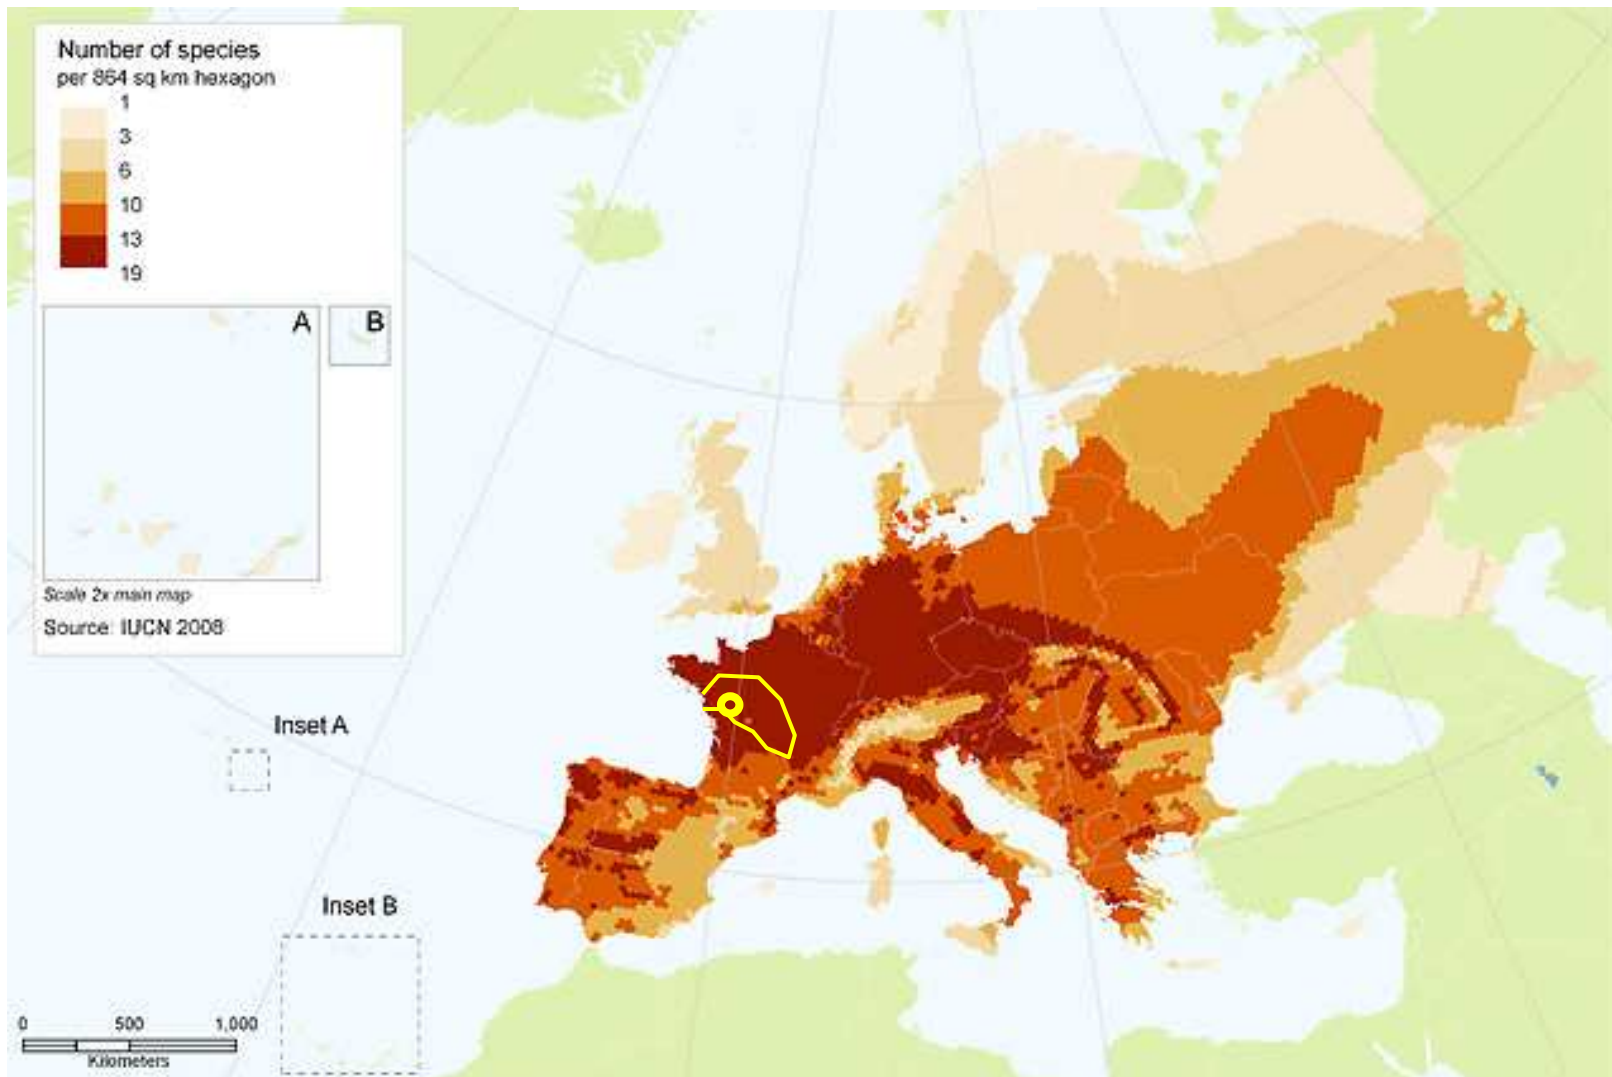 Number of species
per 864 sq km hexagon
1
3
6
10
13
19
A
B
Scale 2x main map
Source: IUCN 2008
Inset A
Inset B
0 500 1,000
Kilometers